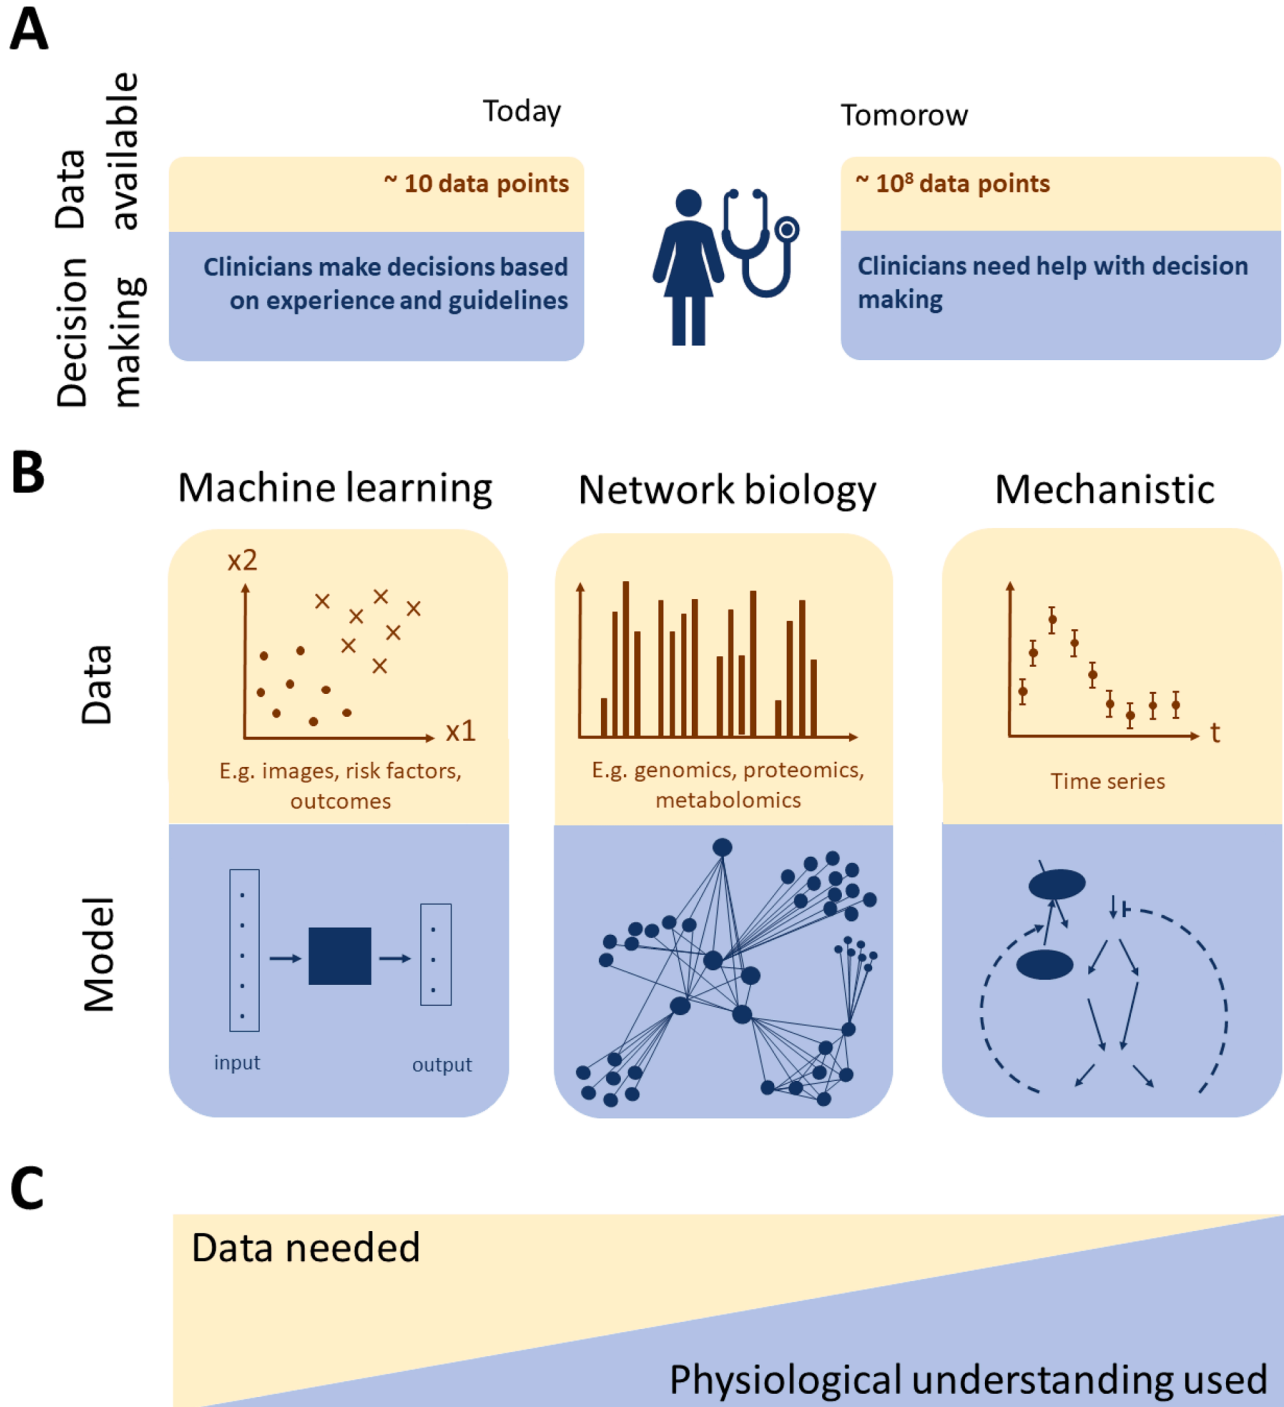 A
Today
Tomorow
Data
available
~ 10 data points
~ 10⁸ data points
Decision
making
Clinicians make decisions based
on experience and guidelines
Clinicians need help with decision
making
B
Machine learning
Network biology
Mechanistic
Data
x2
x1
E.g. images, risk factors,
outcomes
E.g. genomics, proteomics,
metabolomics
t
Time series
Model
input
output
C
Data needed
Physiological understanding used